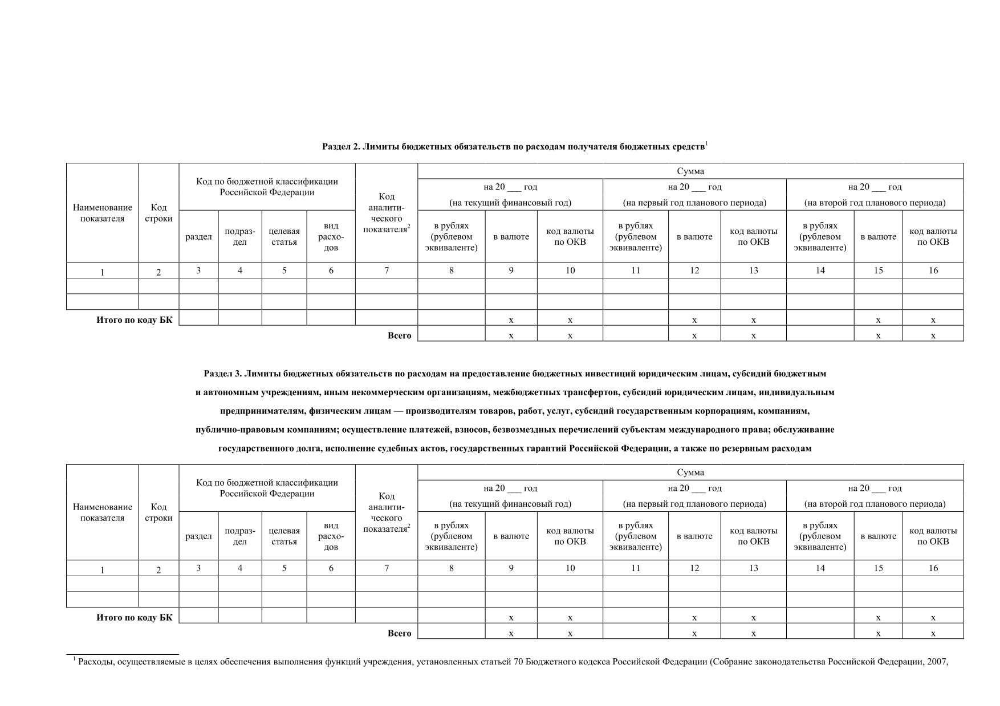 Раздел 2. Лимиты бюджетных обязательств по расходам получателя бюджетных средств1
Наименование показателя
Код строки
Код по бюджетной классификации
Российской Федерации
Код аналити-ческого показателя2
Сумма
на 20 ___ год
(на текущий финансовый год)
на 20 ___ год
(на первый год планового периода)
на 20 ___ год
(на второй год планового периода)
раздел
подраз-дел
целевая статья
вид расхо-дов
в рублях (рублевом эквиваленте)
в валюте
код валюты по ОКВ
в рублях (рублевом эквиваленте)
в валюте
код валюты по ОКВ
в рублях (рублевом эквиваленте)
в валюте
код валюты по ОКВ
1 2 3 4 5 6 7 8 9 10 11 12 13 14 15 16
Итого по коду БК х х х х х х
Всего х х х х х х
Раздел 3. Лимиты бюджетных обязательств по расходам на предоставление бюджетных инвестиций юридическим лицам, субсидий бюджетным
и автономным учреждениям, иным некоммерческим организациям, межбюджетных трансфертов, субсидий юридическим лицам, индивидуальным
предпринимателям, физическим лицам — производителям товаров, работ, услуг, субсидий государственным корпорациям, компаниям,
публично-правовым компаниям; осуществление платежей, взносов, безвозмездных перечислений субъектам международного права; обслуживание
государственного долга, исполнение судебных актов, государственных гарантий Российской Федерации, а также по резервным расходам
Наименование показателя
Код строки
Код по бюджетной классификации
Российской Федерации
Код аналити-ческого показателя2
Сумма
на 20 ___ год
(на текущий финансовый год)
на 20 ___ год
(на первый год планового периода)
на 20 ___ год
(на второй год планового периода)
раздел
подраз-дел
целевая статья
вид расхо-дов
в рублях (рублевом эквиваленте)
в валюте
код валюты по ОКВ
в рублях (рублевом эквиваленте)
в валюте
код валюты по ОКВ
в рублях (рублевом эквиваленте)
в валюте
код валюты по ОКВ
1 2 3 4 5 6 7 8 9 10 11 12 13 14 15 16
Итого по коду БК х х х х х х
Всего х х х х х х
1 Расходы, осуществляемые в целях обеспечения выполнения функций учреждения, установленных статьей 70 Бюджетного кодекса Российской Федерации (Собрание законодательства Российской Федерации, 2007,